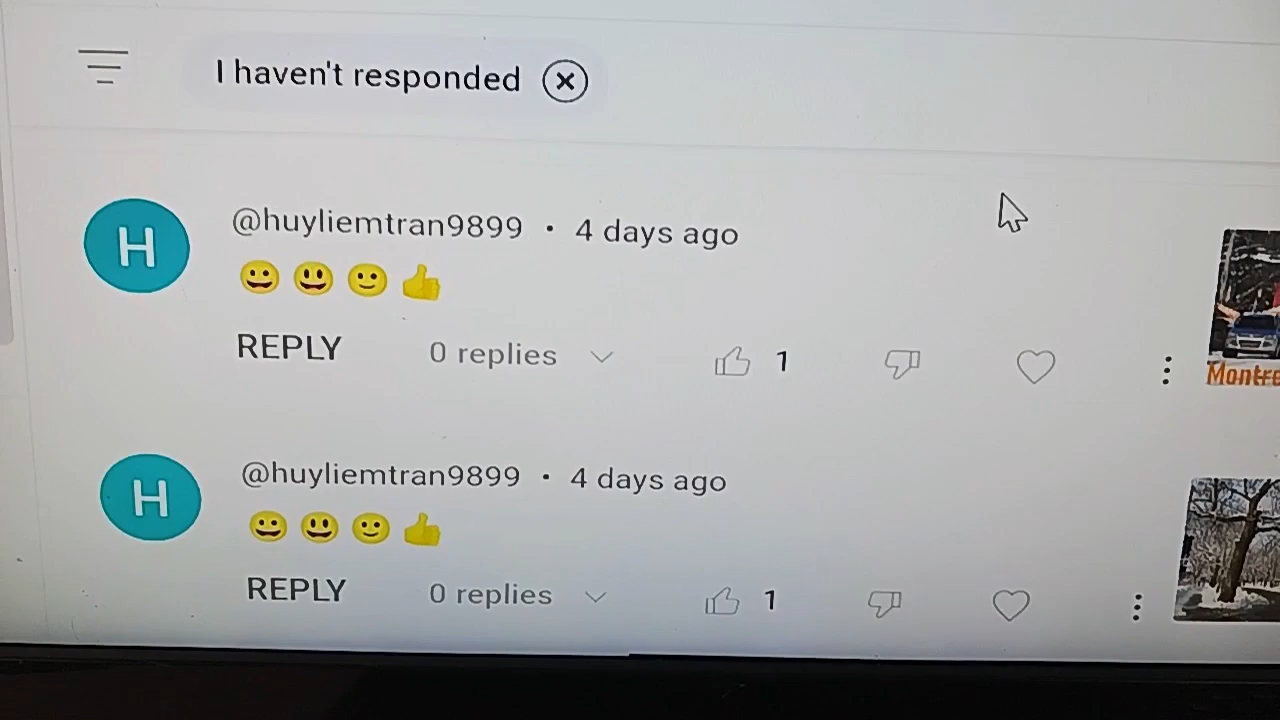 I haven't responded
H
@huyliemtran9899 • 4 days ago
😀 😃 🙂 👍
REPLY 0 replies 1
H
@huyliemtran9899 • 4 days ago
😀 😃 🙂 👍
REPLY 0 replies 1